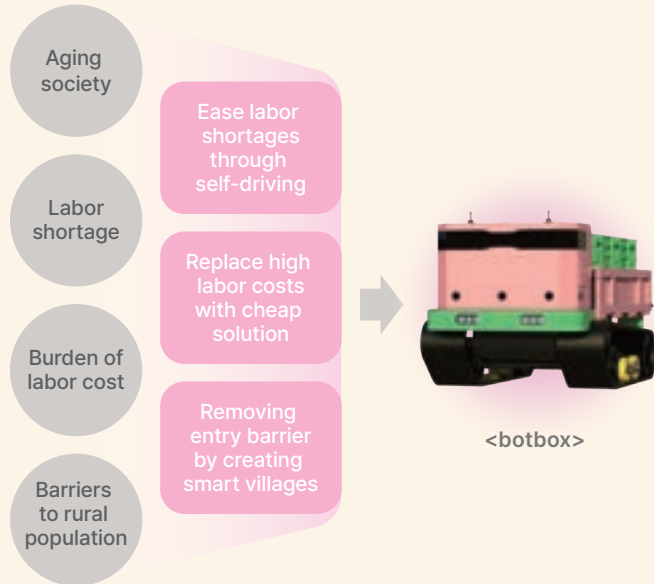 Aging
society
Labor
shortage
Burden of
labor cost
Barriers
to rural
population
Ease labor
shortages
through
self-driving
Replace high
labor costs
with cheap
solution
Removing
entry barrier
by creating
smart villages
<botbox>